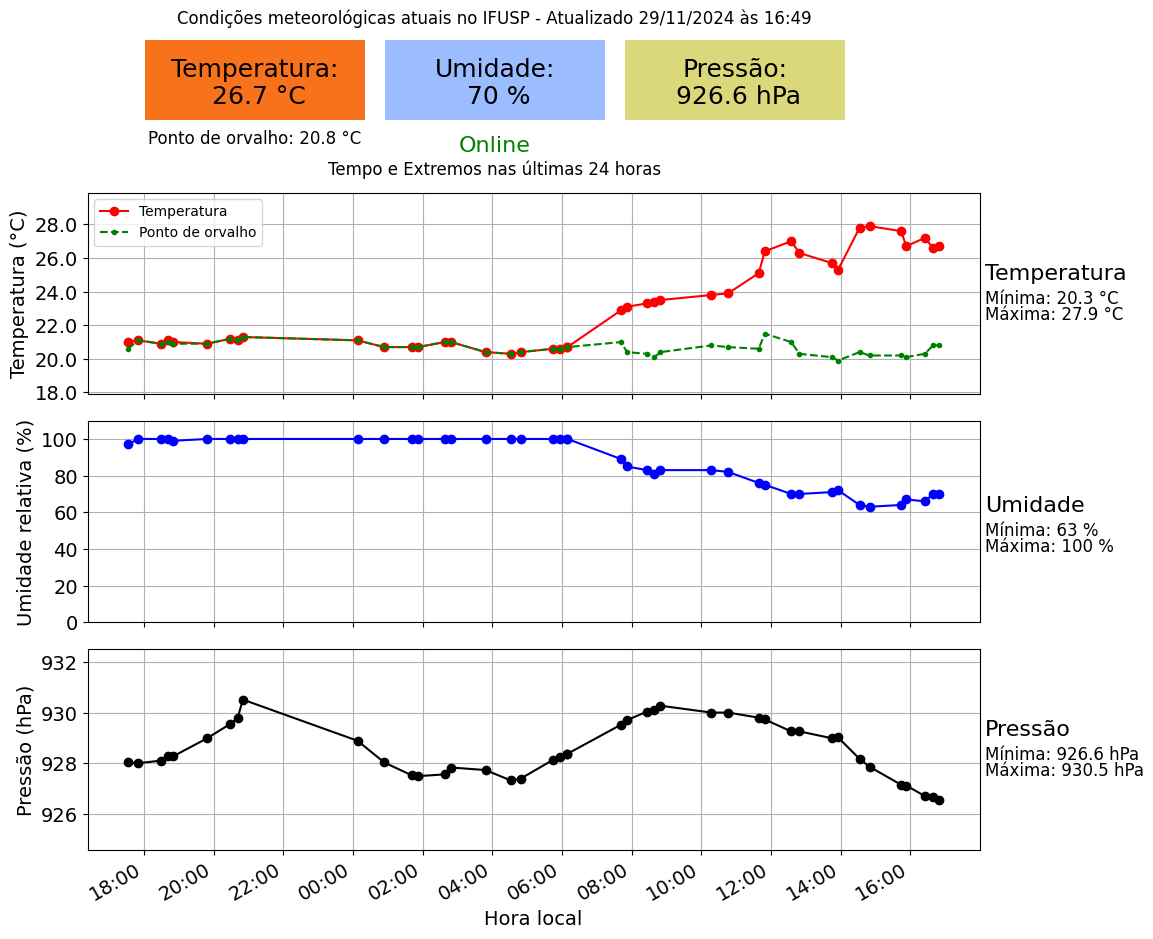 Condições meteorológicas atuais no IFUSP - Atualizado 29/11/2024 às 16:49
Temperatura:
26.7 °C
Umidade:
70 %
Pressão:
926.6 hPa
Ponto de orvalho: 20.8 °C
Online
Tempo e Extremos nas últimas 24 horas
Temperatura (°C)
28.0
26.0
24.0
22.0
20.0
18.0
Temperatura
Ponto de orvalho
Temperatura
Mínima: 20.3 °C
Máxima: 27.9 °C
Umidade relativa (%)
100
80
60
40
20
0
Umidade
Mínima: 63 %
Máxima: 100 %
Pressão (hPa)
932
930
928
926
Pressão
Mínima: 926.6 hPa
Máxima: 930.5 hPa
18:00
20:00
22:00
00:00
02:00
04:00
06:00
08:00
10:00
12:00
14:00
16:00
Hora local